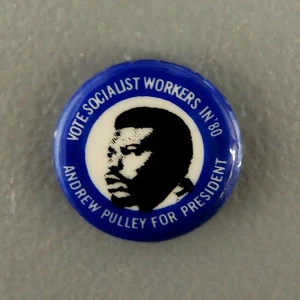 VOTE SOCIALIST WORKERS IN '80
ANDREW PULLEY FOR PRESIDENT